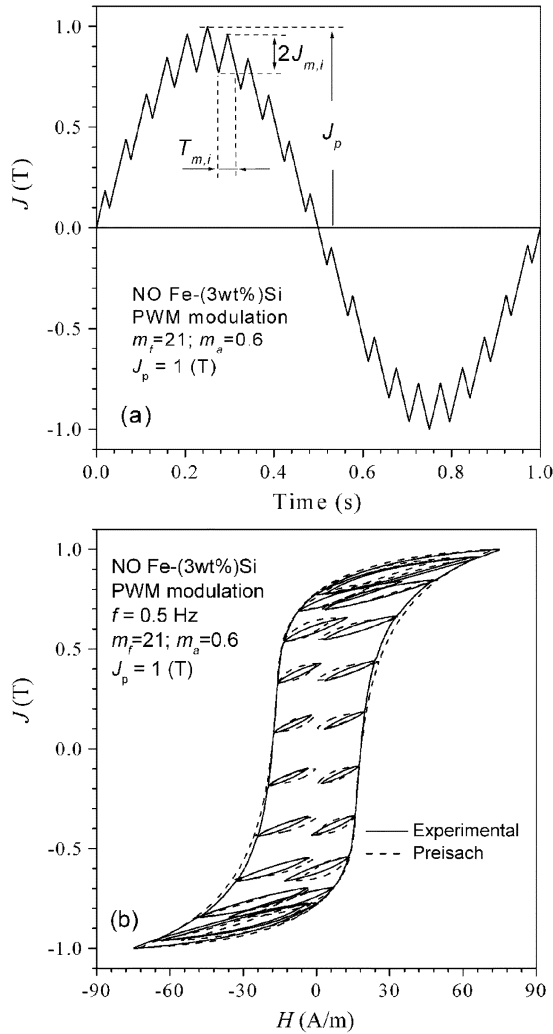 1.0
0.5
0.0
-0.5
-1.0
J (T)
2J_{m,i}
T_{m,i}
J_p
NO Fe-(3wt%)Si
PWM modulation
m_f=21; m_a=0.6
J_p = 1 (T)
(a)
0.0 0.2 0.4 0.6 0.8 1.0
Time (s)
1.0
0.5
0.0
-0.5
-1.0
J (T)
NO Fe-(3wt%)Si
PWM modulation
f = 0.5 Hz
m_f=21; m_a=0.6
J_p = 1 (T)
Experimental
Preisach
(b)
-90 -60 -30 0 30 60 90
H (A/m)